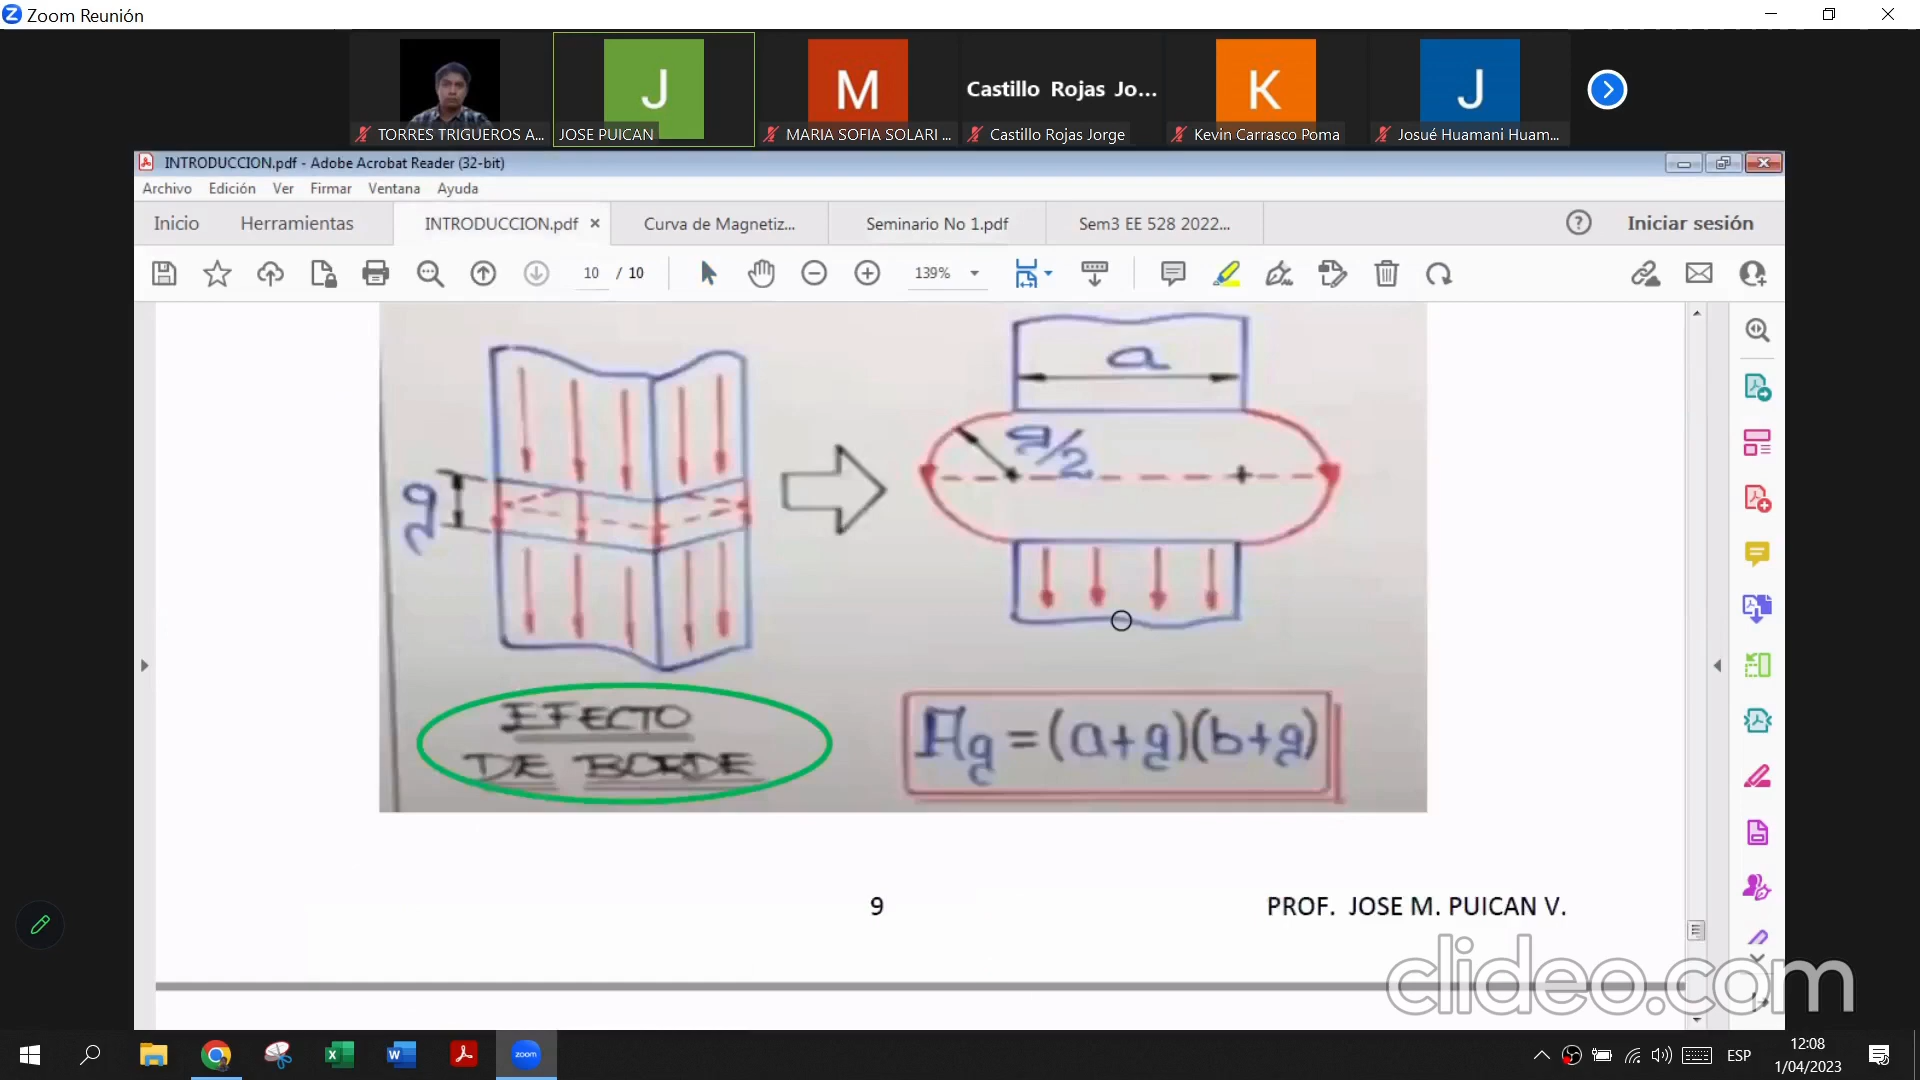 Zoom Reunión
J
M
Castillo Rojas Jo...
K
J
TORRES TRIGUEROS A...
JOSE PUICAN
MARIA SOFIA SOLARI ...
Castillo Rojas Jorge
Kevin Carrasco Poma
Josué Huamani Huam...
INTRODUCCION.pdf - Adobe Acrobat Reader (32-bit)
Archivo Edición Ver Firmar Ventana Ayuda
Inicio Herramientas INTRODUCCION.pdf Curva de Magnetiz... Seminario No 1.pdf Sem3 EE 528 2022... Iniciar sesión
10 / 10 139%
a
g/2
g
EFECTO
DE BORDE
Ag = (a+g)(b+g)
9
PROF. JOSE M. PUICAN V.
clideo.com
zoom
ESP
12:08
1/04/2023